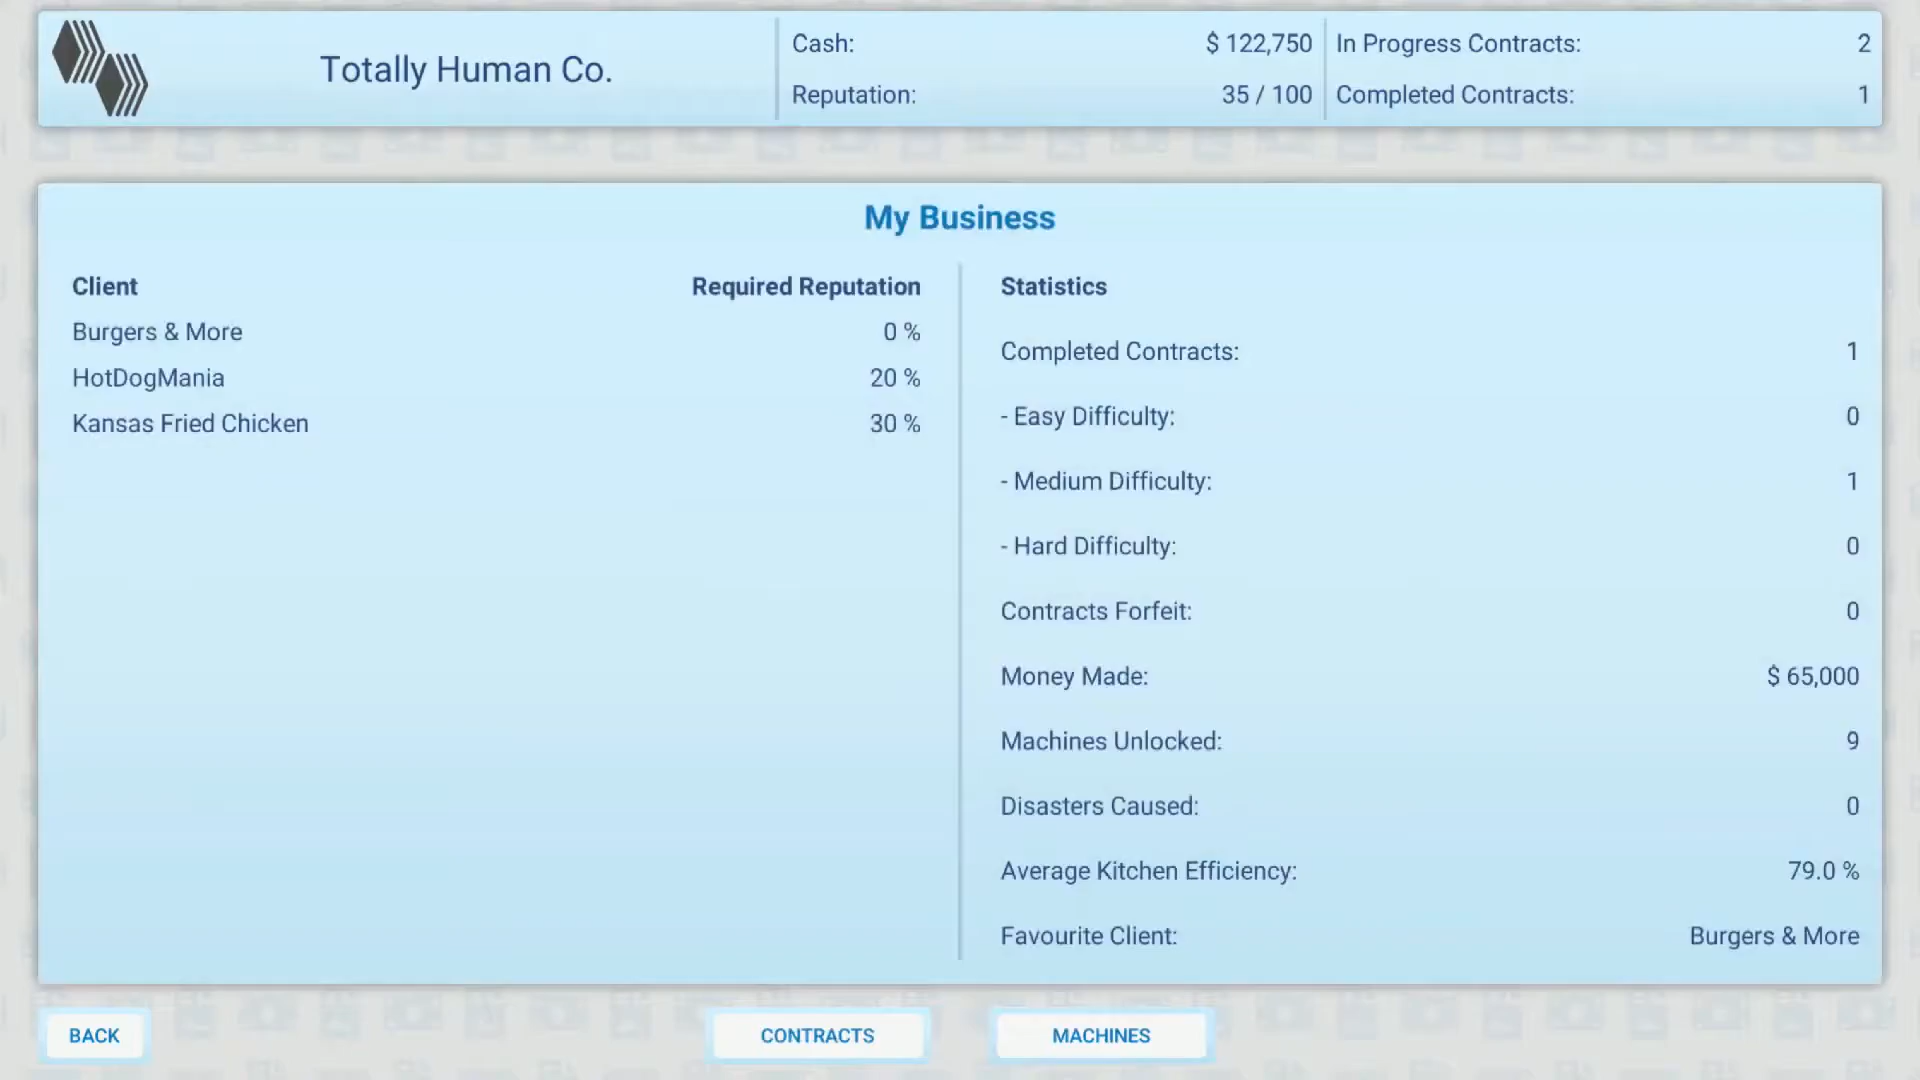 Totally Human Co.
Cash: $ 122,750
Reputation: 35 / 100
In Progress Contracts: 2
Completed Contracts: 1
My Business
Client Required Reputation
Burgers & More 0 %
HotDogMania 20 %
Kansas Fried Chicken 30 %
Statistics
Completed Contracts: 1
- Easy Difficulty: 0
- Medium Difficulty: 1
- Hard Difficulty: 0
Contracts Forfeit: 0
Money Made: $ 65,000
Machines Unlocked: 9
Disasters Caused: 0
Average Kitchen Efficiency: 79.0 %
Favourite Client: Burgers & More
BACK
CONTRACTS
MACHINES